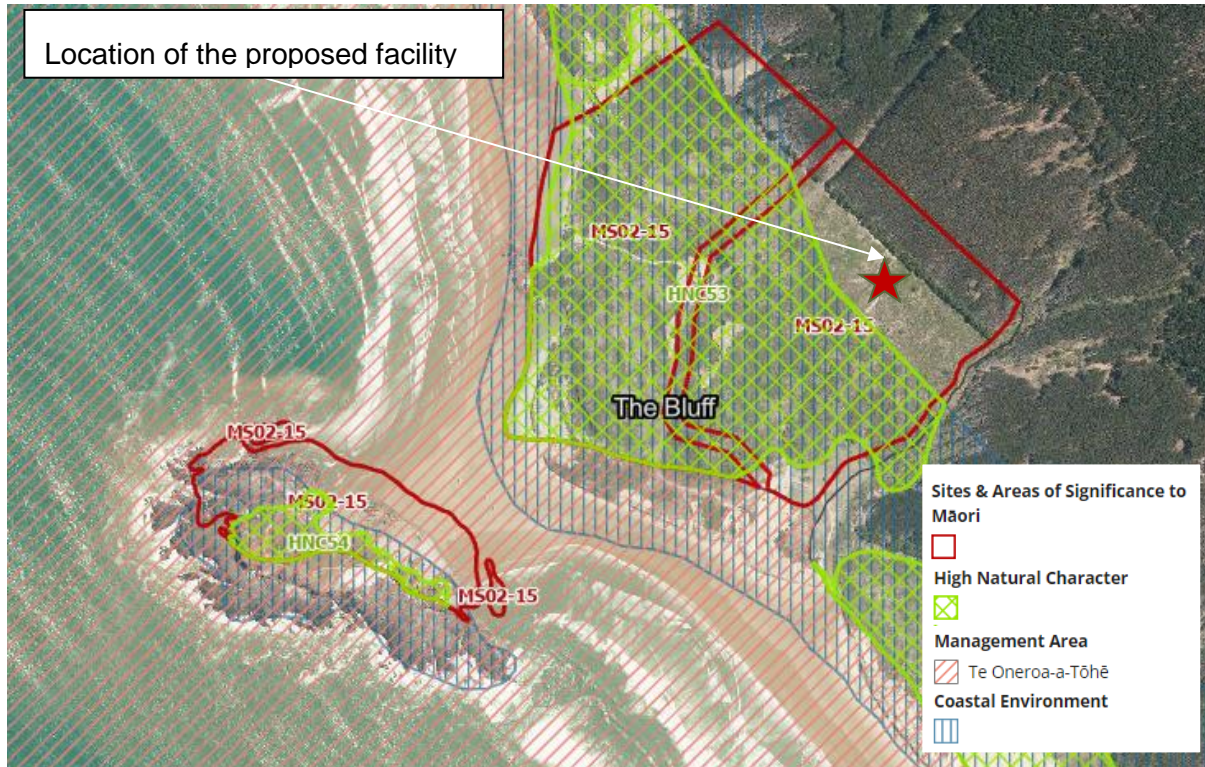 Location of the proposed facility
MS02-15
HNC53
MS02-15
The Bluff
MS02-15
MS02-15
HNC54
MS02-15
Sites & Areas of Significance to
Māori
High Natural Character
Management Area
Te Oneroa-a-Tōhē
Coastal Environment